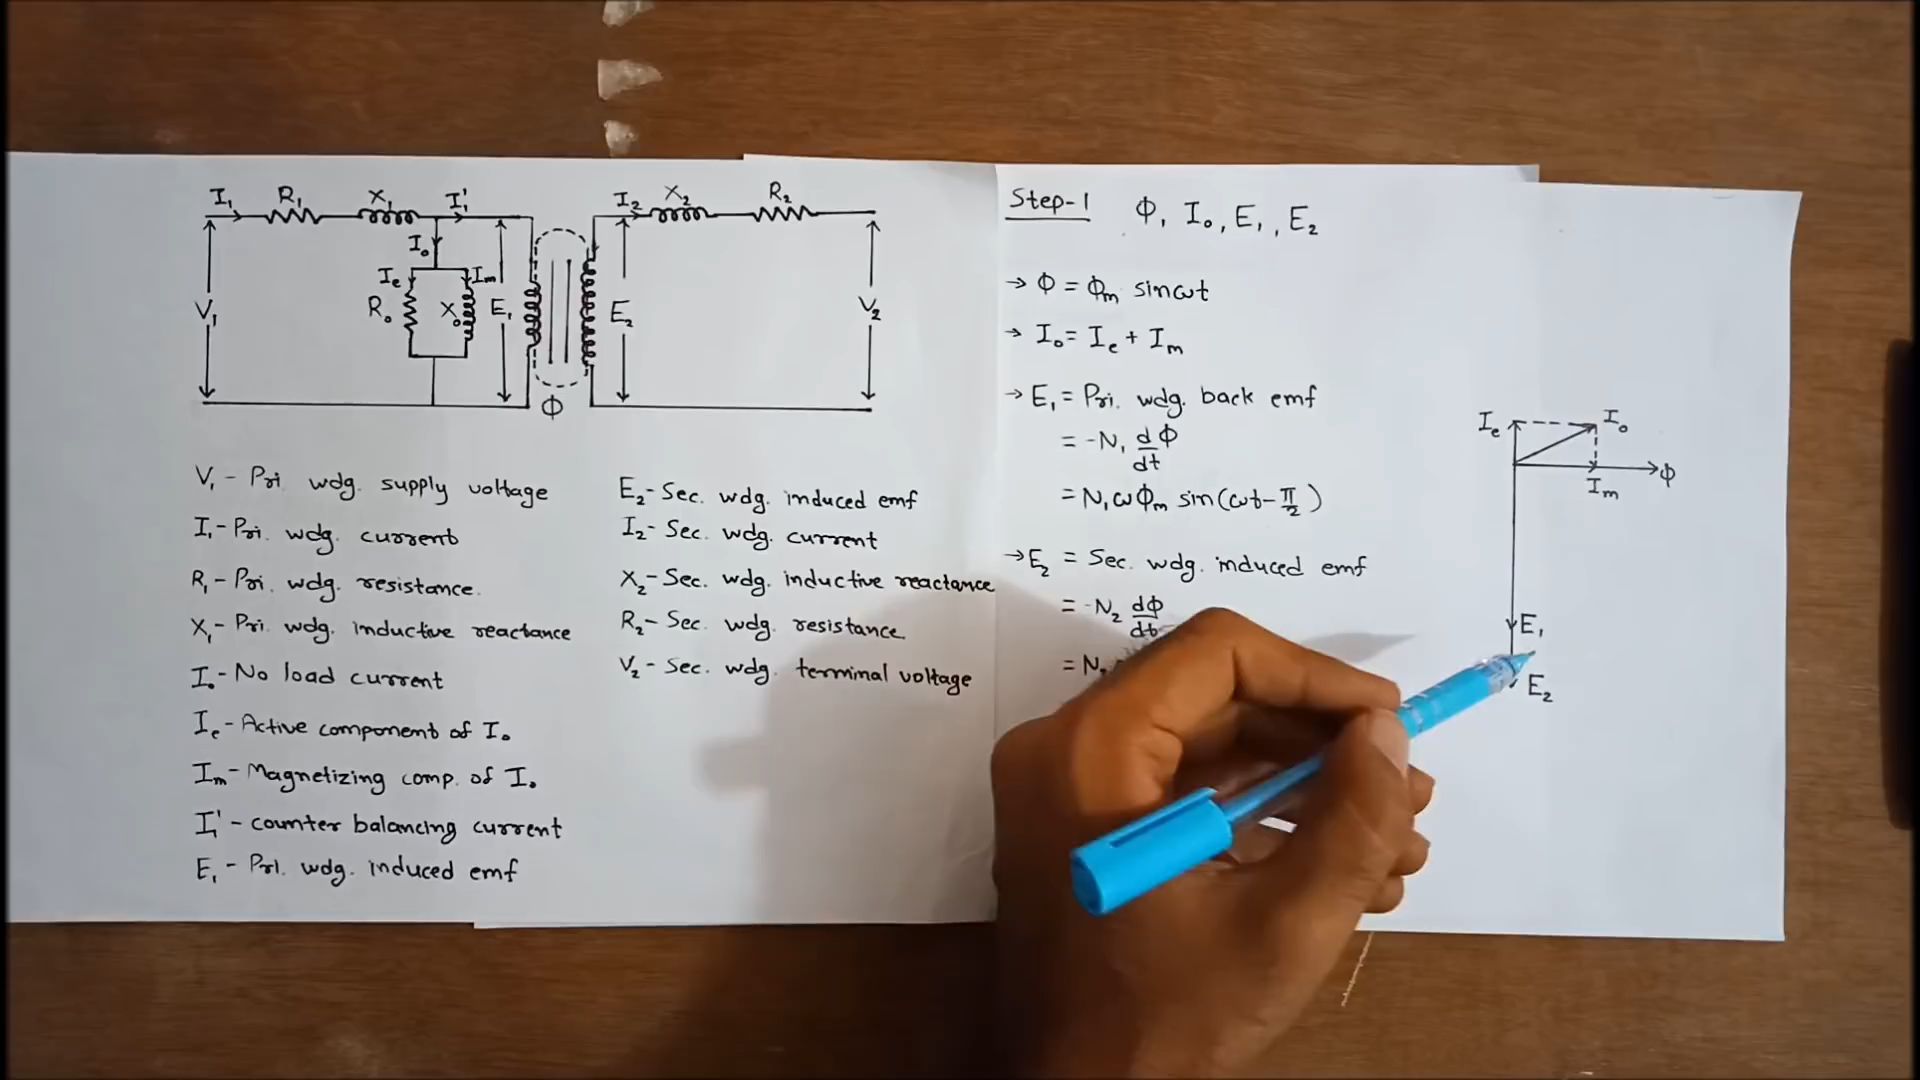 I₁ R₁ X₁ I₁' I₂ X₂ R₂
I₀
Iₑ Iₘ
V₁ R₀ X₀ E₁ E₂ V₂
Φ
V₁ - Pri wdg. supply voltage
I₁ - Pri. wdg. current
R₁ - Pri. wdg. resistance.
X₁ - Pri. wdg. inductive reactance
I₀ - No load current
Iₑ - Active component of I₀
Iₘ - Magnetizing comp. of I₀
I₁' - counter balancing current
E₁ - Pri. wdg. induced emf
E₂ - Sec. wdg. induced emf
I₂ - Sec. wdg. current
X₂ - Sec. wdg. inductive reactance
R₂ - Sec. wdg. resistance.
V₂ - Sec. wdg. terminal voltage
Step-1 Φ, I₀, E₁, E₂
→ Φ = Φₘ sinωt
→ I₀ = Iₑ + Iₘ
→ E₁ = Pri. wdg. back emf
= -N₁ dΦ/dt
= N₁ωΦₘ sin(ωt - π/2)
→ E₂ = Sec. wdg. induced emf
= -N₂ dΦ/dt
= N₂
Iₑ I₀
Φ
Iₘ
E₁
E₂